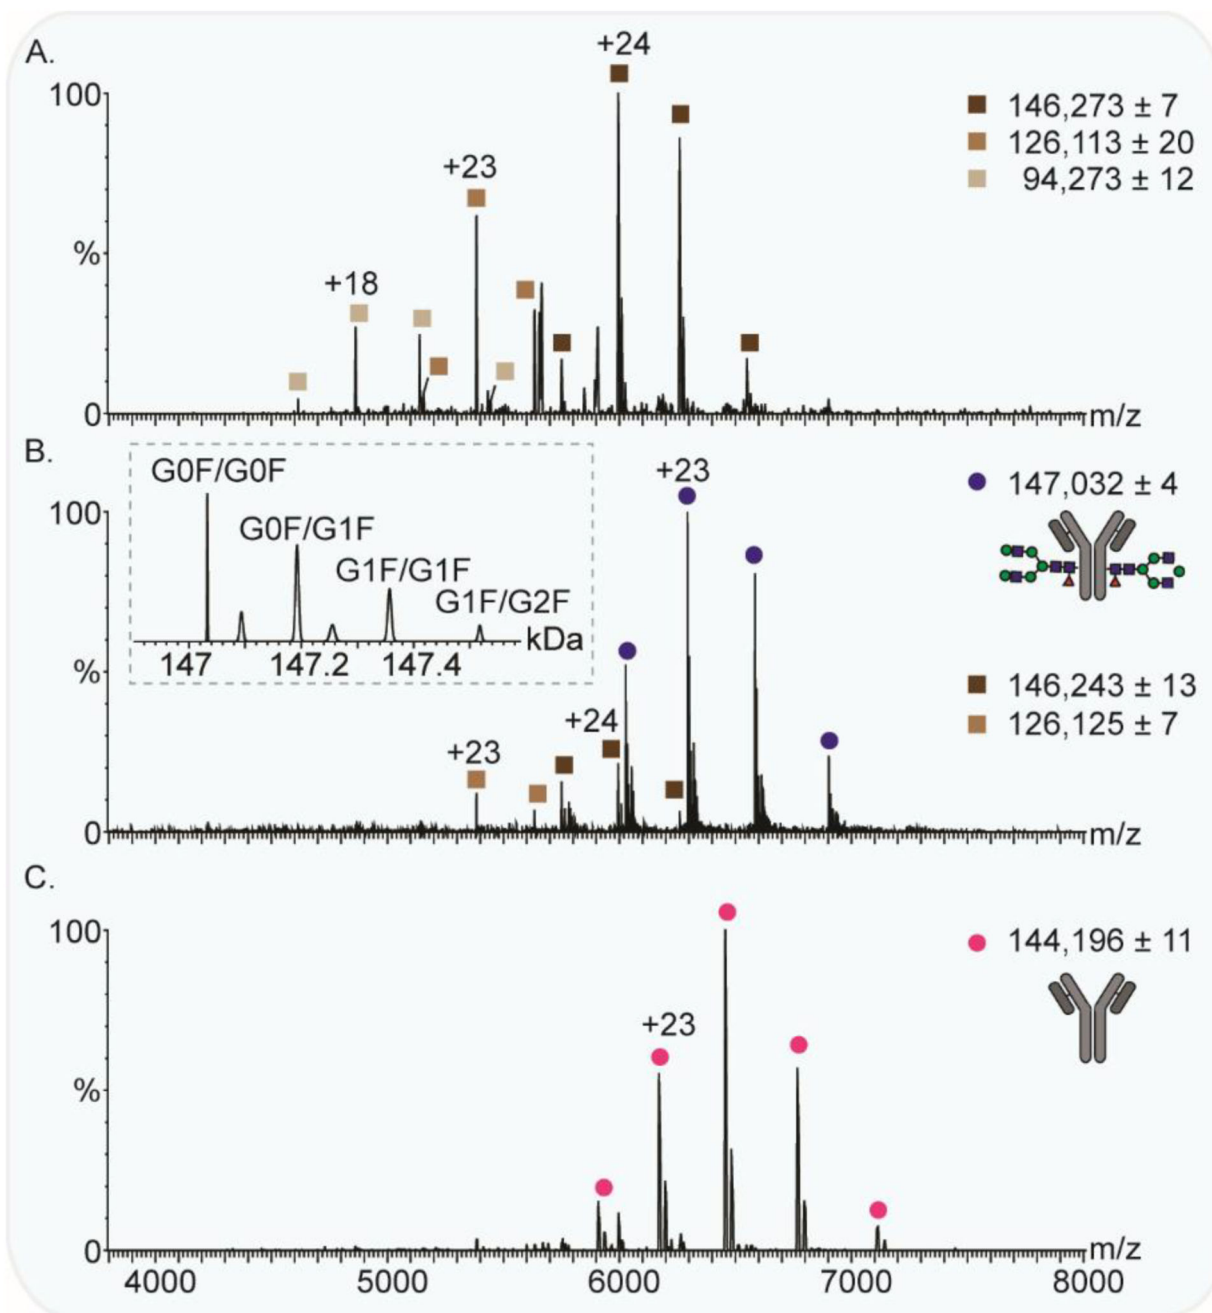 A.
+24
100
146,273 ± 7
126,113 ± 20
94,273 ± 12
+23
%
+18
0
m/z
B.
G0F/G0F
+23
147,032 ± 4
100
G0F/G1F
G1F/G1F
G1F/G2F
kDa
147 147.2 147.4
%
146,243 ± 13
+24
126,125 ± 7
+23
0
m/z
C.
100
144,196 ± 11
+23
%
0
m/z
4000 5000 6000 7000 8000